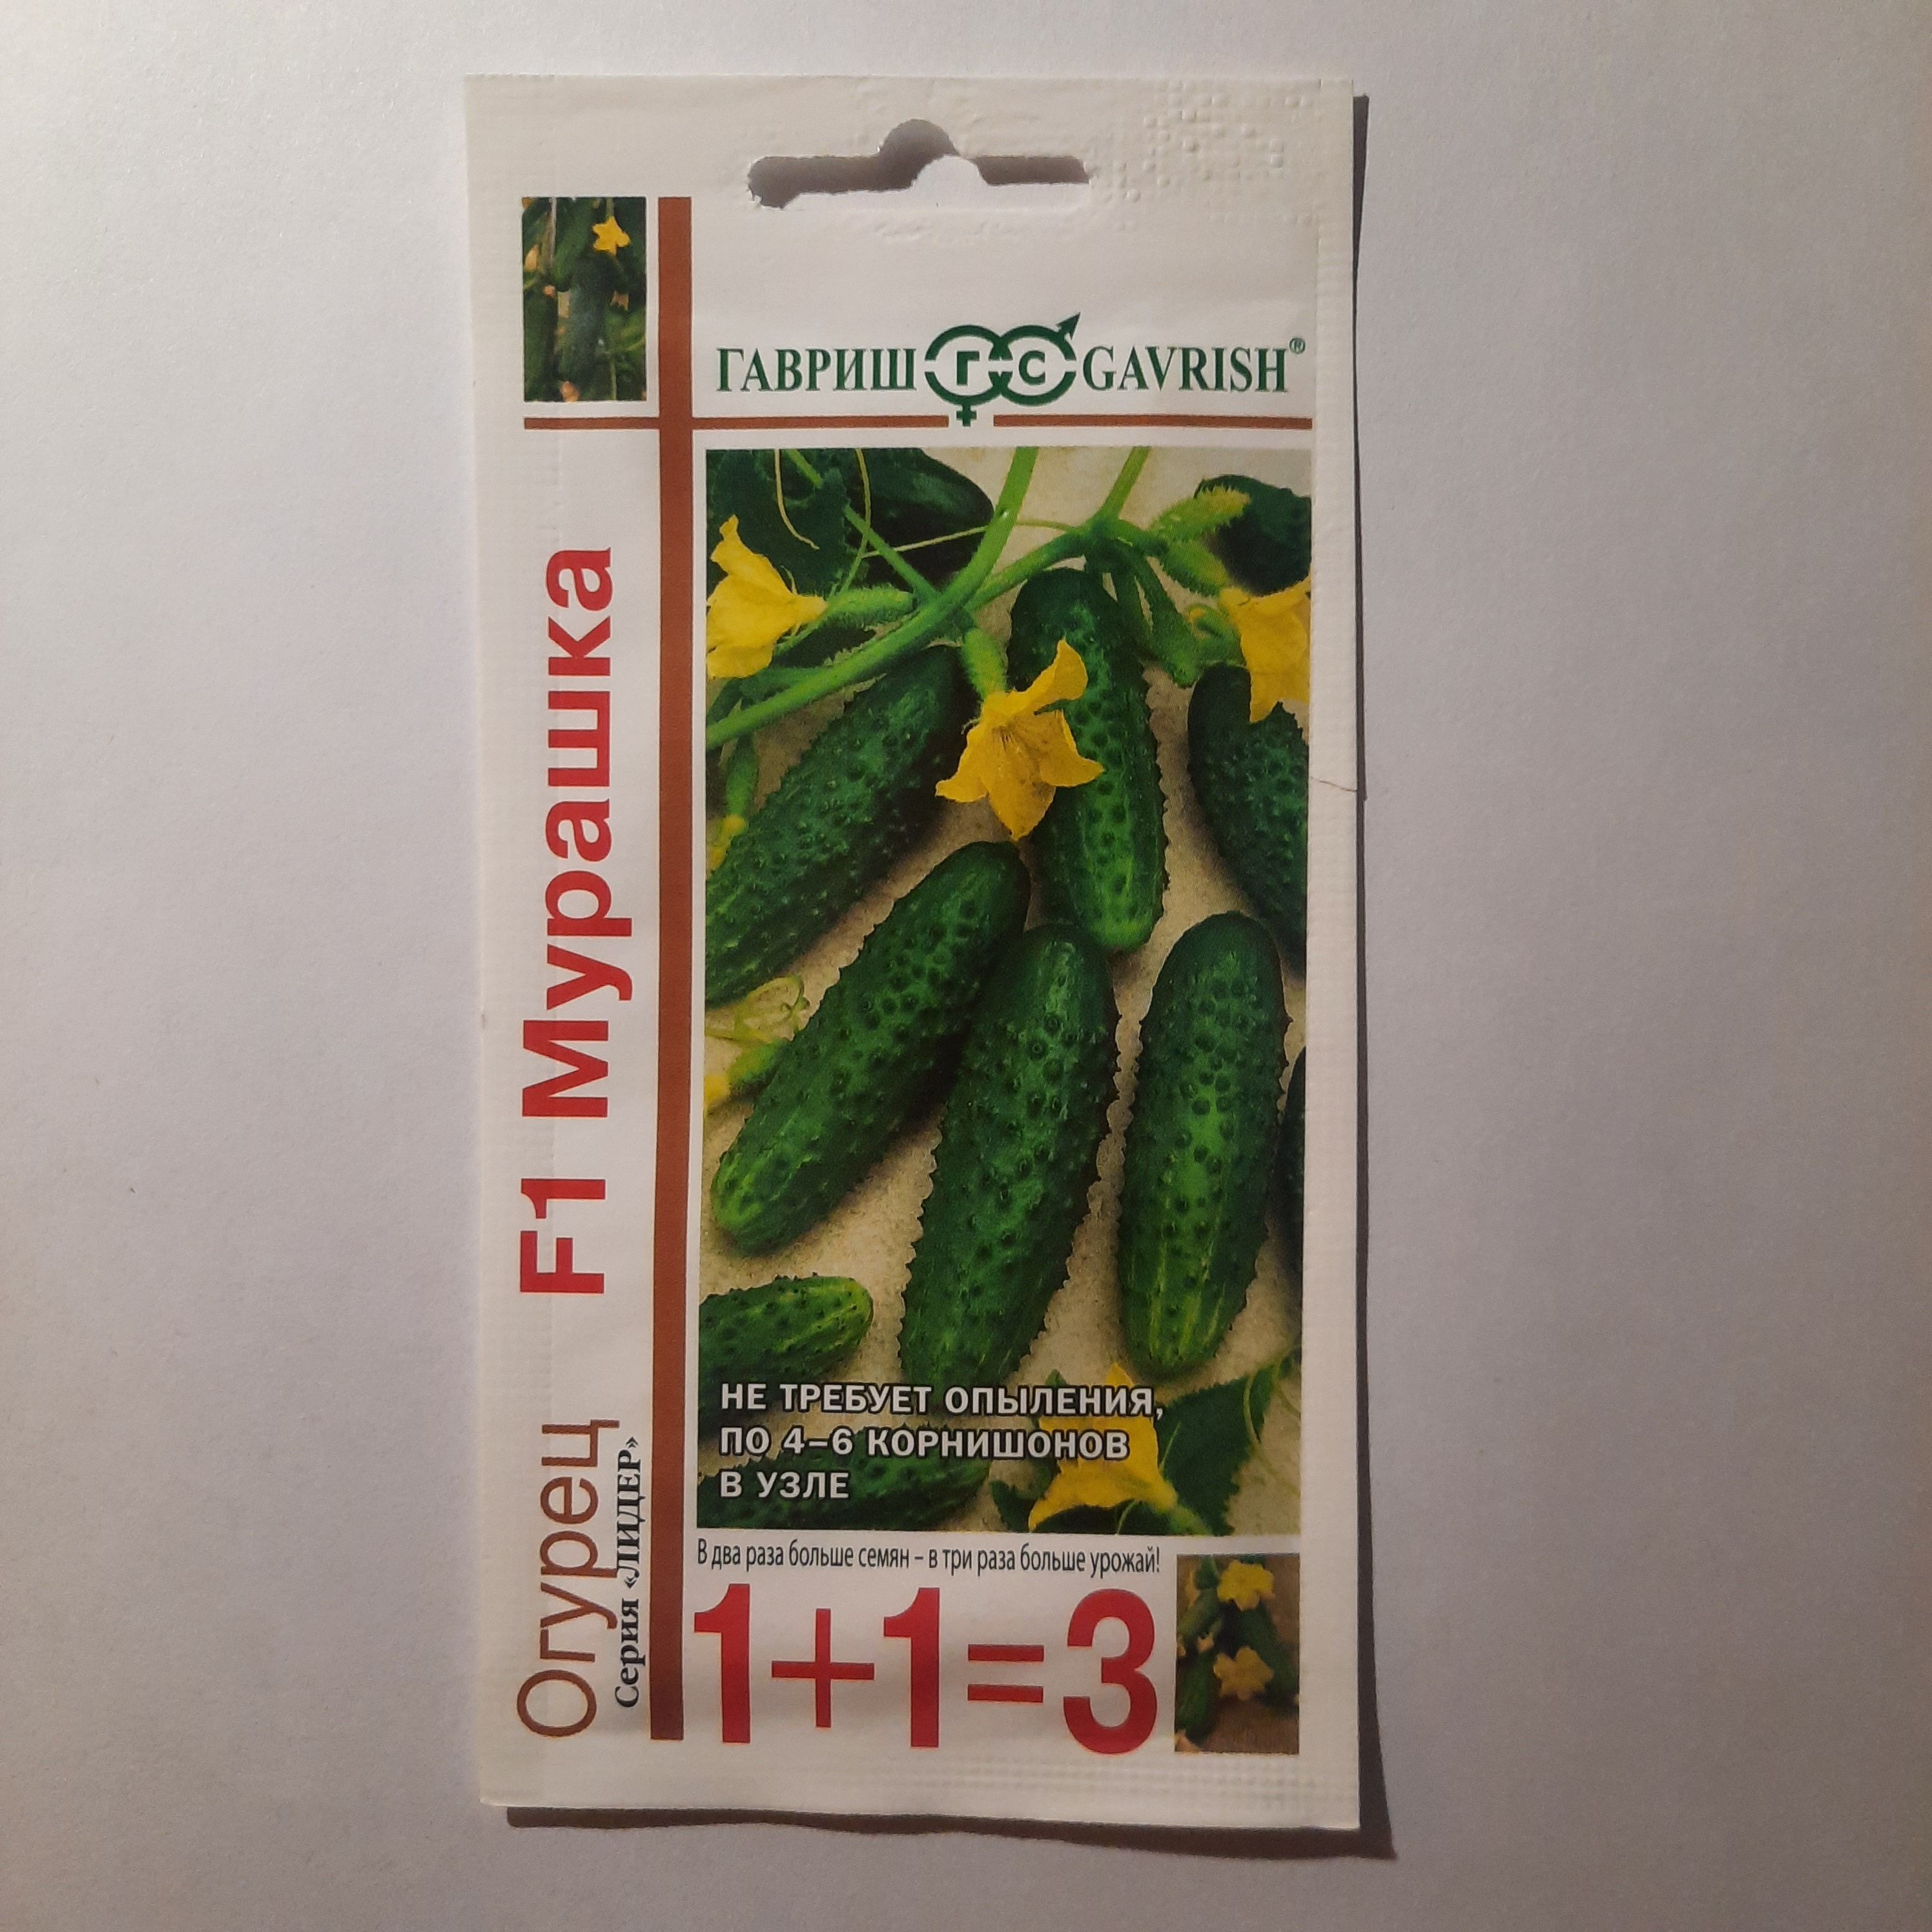 ГАВРИШ ГС GAVRISH®
Огурец F1 Мурашка
Серия «ЛИДЕР»
НЕ ТРЕБУЕТ ОПЫЛЕНИЯ,
ПО 4–6 КОРНИШОНОВ
В УЗЛЕ
В два раза больше семян – в три раза больше урожай!
1+1=3